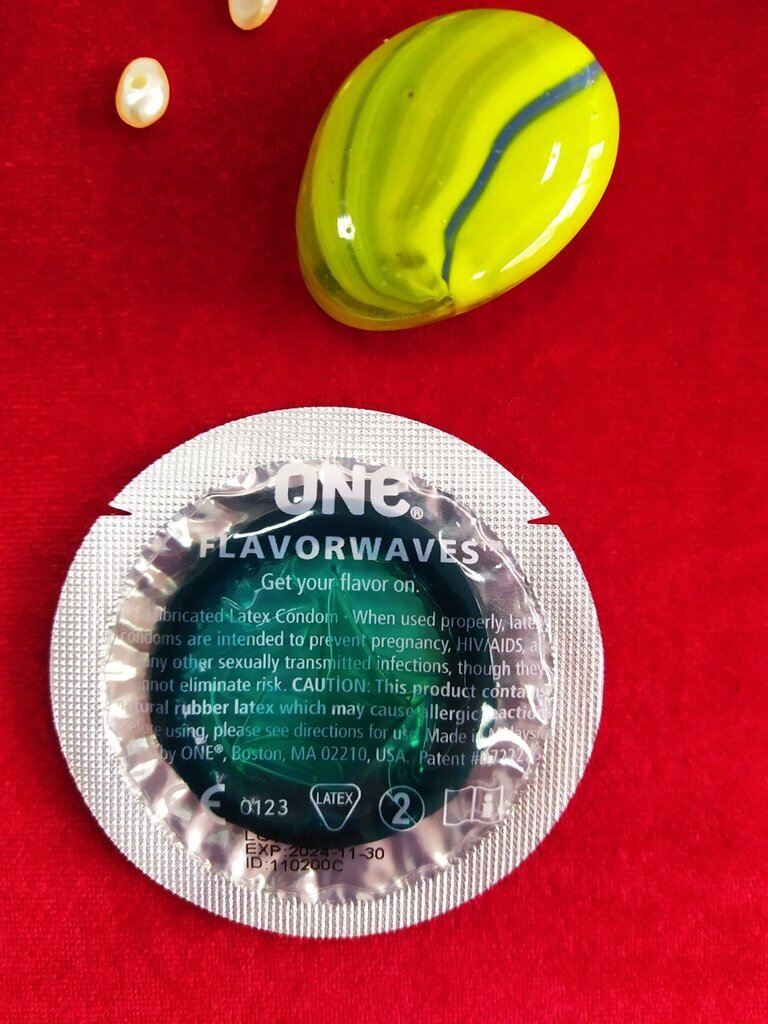 ONE®
FLAVORWAVES™
Get your flavor on.
Lubricated Latex Condom · When used properly, latex
condoms are intended to prevent pregnancy, HIV/AIDS, and
many other sexually transmitted infections, though they
cannot eliminate risk. CAUTION: This product contains
natural rubber latex which may cause allergic reactions.
Before using, please see directions for use. Made in Malaysia
by ONE®, Boston, MA 02210, USA. Patent
CE 0123 LATEX 2 i
LOT
EXP:2024-11-30
ID:110200C